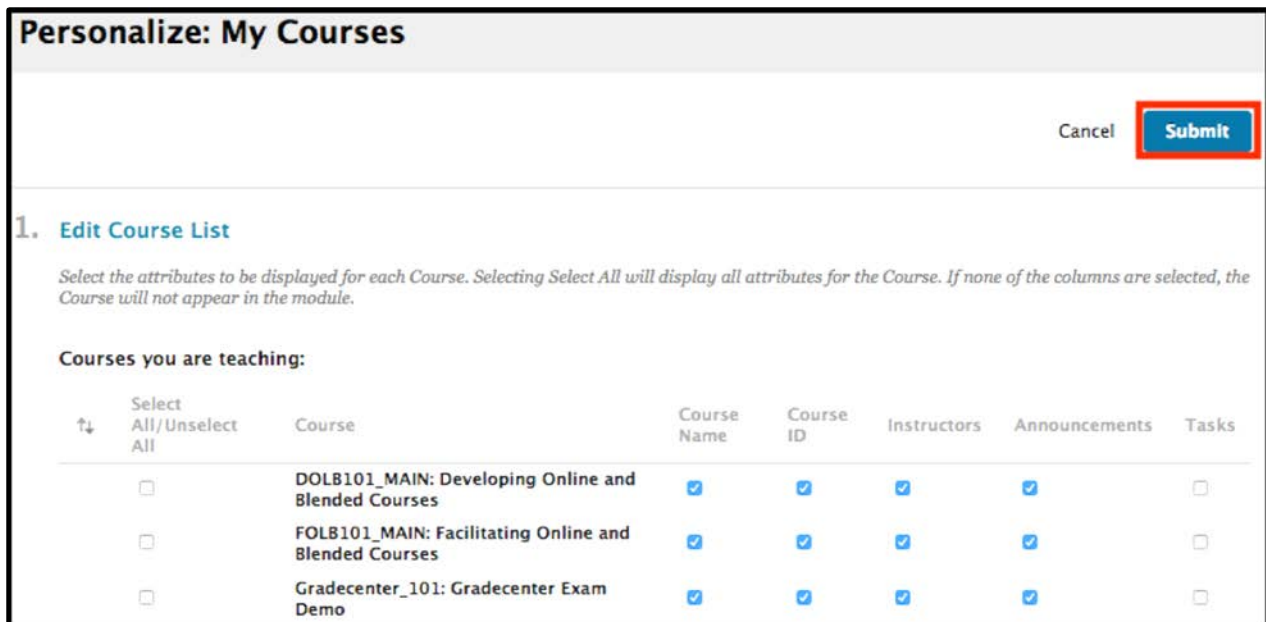 Personalize: My Courses
Cancel Submit
1. Edit Course List
Select the attributes to be displayed for each Course. Selecting Select All will display all attributes for the Course. If none of the columns are selected, the
Course will not appear in the module.
Courses you are teaching:
Select All/Unselect All Course Course Name Course ID Instructors Announcements Tasks
DOLB101_MAIN: Developing Online and
Blended Courses
FOLB101_MAIN: Facilitating Online and
Blended Courses
Gradecenter_101: Gradecenter Exam
Demo